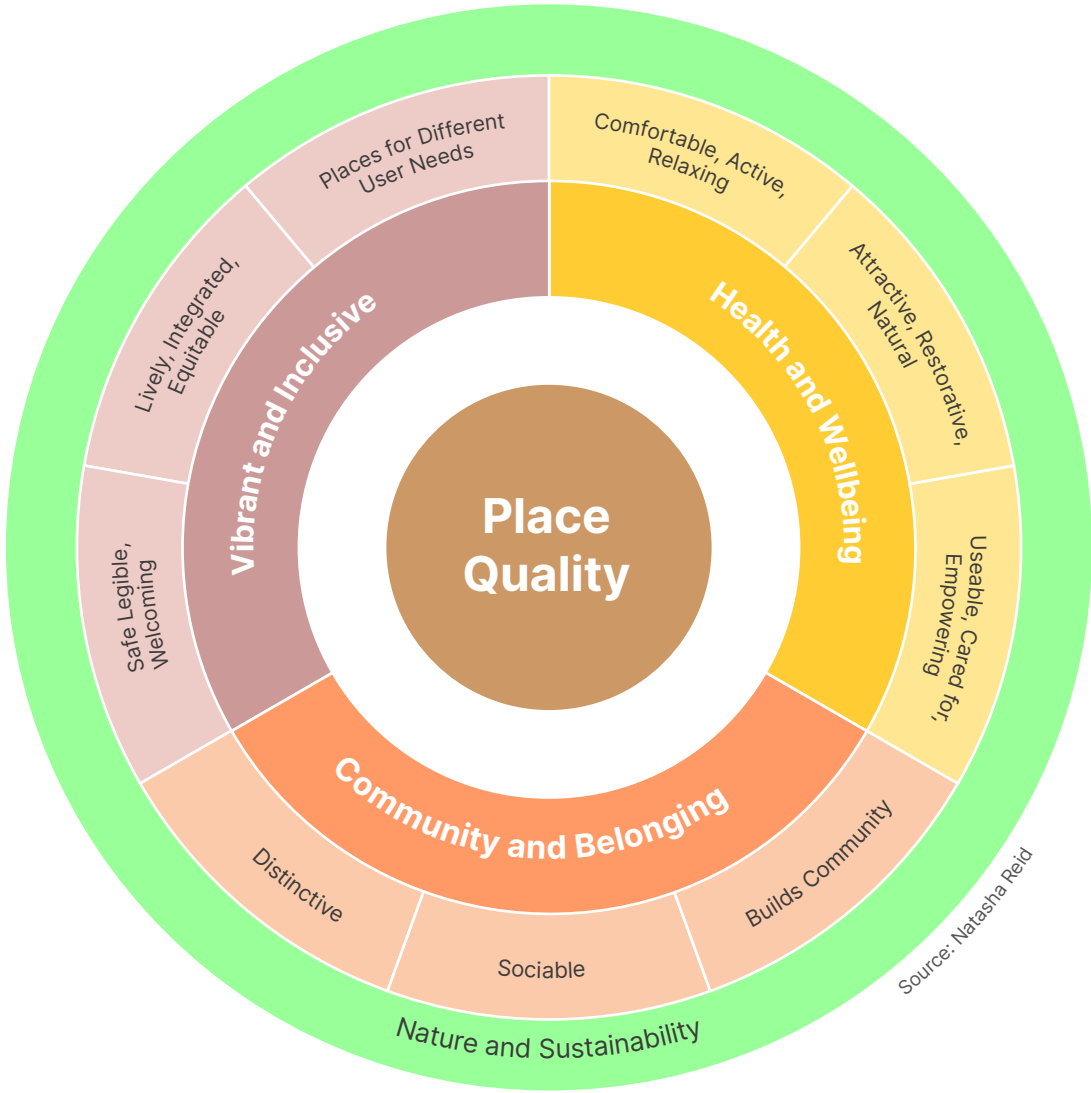 Place
Quality
Health and Wellbeing
Comfortable, Active,
Relaxing
Attractive, Restorative,
Natural
Useable, Cared for,
Empowering
Community and Belonging
Builds Community
Sociable
Distinctive
Vibrant and Inclusive
Safe Legible,
Welcoming
Lively, Integrated,
Equitable
Places for Different
User Needs
Nature and Sustainability
Source: Natasha Reid